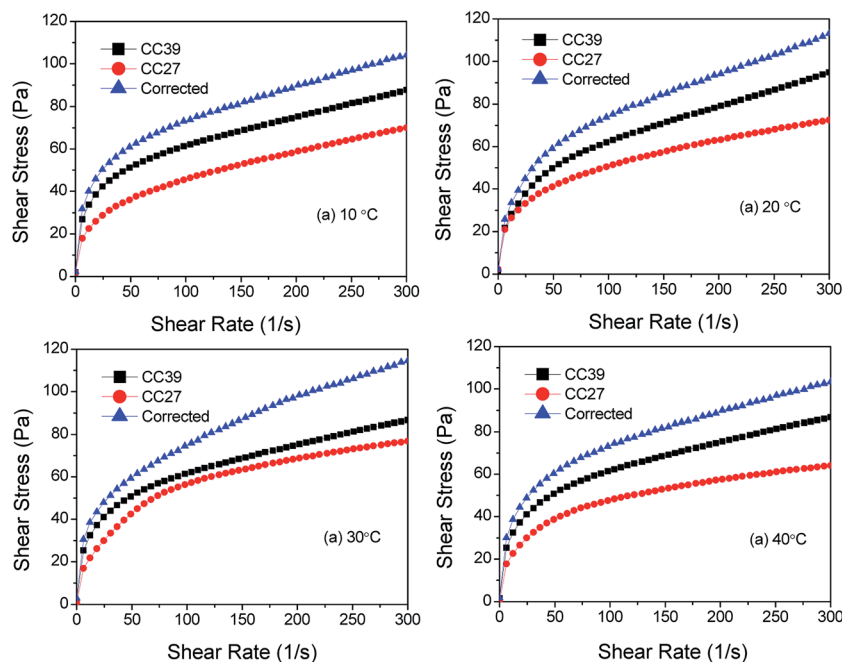 120
100
80
60
40
20
0
Shear Stress (Pa)
CC39
CC27
Corrected
(a) 10 °C
0 50 100 150 200 250 300
Shear Rate (1/s)
120
100
80
60
40
20
0
Shear Stress (Pa)
CC39
CC27
Corrected
(a) 20 °C
0 50 100 150 200 250 300
Shear Rate (1/s)
120
100
80
60
40
20
0
Shear Stress (Pa)
CC39
CC27
Corrected
(a) 30°C
0 50 100 150 200 250 300
Shear Rate (1/s)
120
100
80
60
40
20
0
Shear Stress (Pa)
CC39
CC27
Corrected
(a) 40°C
0 50 100 150 200 250 300
Shear Rate (1/s)